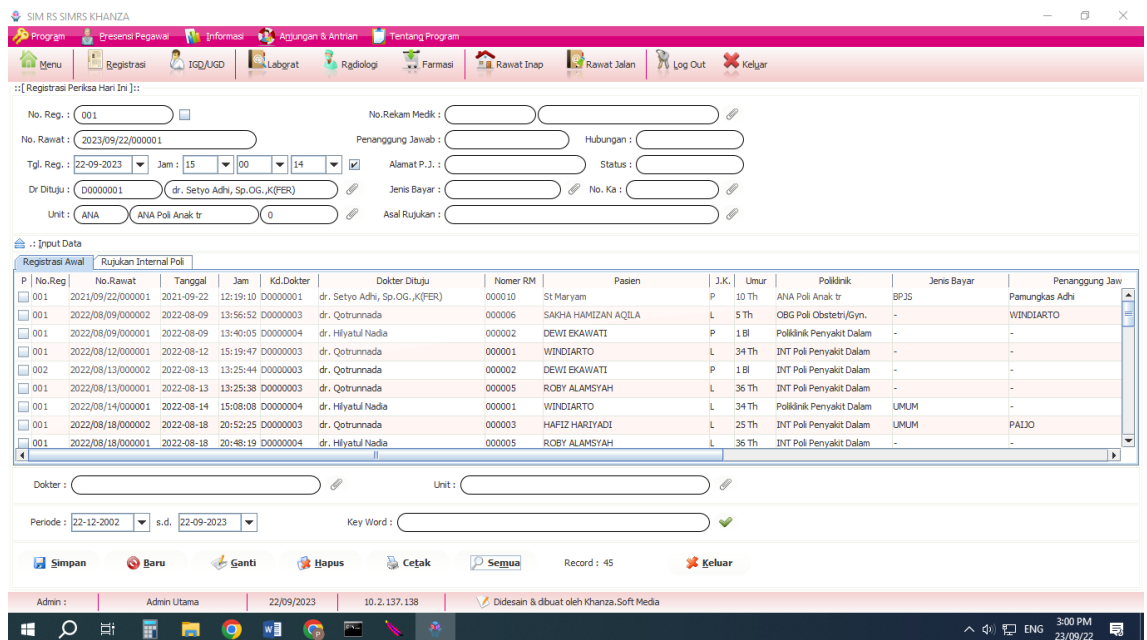 SIM RS SIMRS KHANZA
Program Presensi Pegawai Informasi Anjungan & Antrian Tentang Program
Menu Registrasi IGD/UGD Laborat Radiologi Farmasi Rawat Inap Rawat Jalan Log Out Keluar
::[ Registrasi Periksa Hari Ini ]::
No. Reg. : 001 No.Rekam Medik :
No. Rawat : 2023/09/22/000001 Penanggung Jawab : Hubungan :
Tgl. Reg. : 22-09-2023 Jam : 15 00 14 Alamat P.J. : Status :
Dr Dituju : D0000001 dr. Setyo Adhi, Sp.OG.,K(FER) Jenis Bayar : No. Ka :
Unit : ANA ANA Poli Anak tr 0 Asal Rujukan :
.: Input Data
Registrasi Awal Rujukan Internal Poli
P No.Reg No.Rawat Tanggal Jam Kd.Dokter Dokter Dituju Nomer RM Pasien J.K. Umur Poliklinik Jenis Bayar Penanggung Jaw
001 2021/09/22/000001 2021-09-22 12:19:10 D0000001 dr. Setyo Adhi, Sp.OG.,K(FER) 000010 St Maryam P 10 Th ANA Poli Anak tr BPJS Pamungkas Adhi
001 2022/08/09/000002 2022-08-09 13:56:52 D0000003 dr. Qotrunnada 000006 SAKHA HAMIZAN AQILA L 5 Th OBG Poli Obstetri/Gyn. - WINDIARTO
001 2022/08/09/000001 2022-08-09 13:40:05 D0000004 dr. Hilyatul Nadia 000002 DEWI EKAWATI P 1 Bl Poliklinik Penyakit Dalam - -
001 2022/08/12/000001 2022-08-12 15:19:47 D0000003 dr. Qotrunnada 000001 WINDIARTO L 34 Th INT Poli Penyakit Dalam - -
002 2022/08/13/000002 2022-08-13 13:25:44 D0000003 dr. Qotrunnada 000002 DEWI EKAWATI P 1 Bl INT Poli Penyakit Dalam - -
001 2022/08/13/000001 2022-08-13 13:25:38 D0000003 dr. Qotrunnada 000005 ROBY ALAMSYAH L 36 Th INT Poli Penyakit Dalam - -
001 2022/08/14/000001 2022-08-14 15:08:08 D0000004 dr. Hilyatul Nadia 000001 WINDIARTO L 34 Th Poliklinik Penyakit Dalam UMUM -
001 2022/08/18/000002 2022-08-18 20:52:25 D0000003 dr. Qotrunnada 000003 HAFIZ HARIYADI L 25 Th INT Poli Penyakit Dalam UMUM PAIJO
001 2022/08/18/000001 2022-08-18 20:48:19 D0000004 dr. Hilyatul Nadia 000005 ROBY ALAMSYAH L 36 Th INT Poli Penyakit Dalam - -
Dokter : Unit :
Periode : 22-12-2002 s.d. 22-09-2023 Key Word :
Simpan Baru Ganti Hapus Cetak Semua Record : 45 Keluar
Admin : Admin Utama 22/09/2023 10.2.137.138 Didesain & dibuat oleh Khanza.Soft Media
ENG 3:00 PM
23/09/22